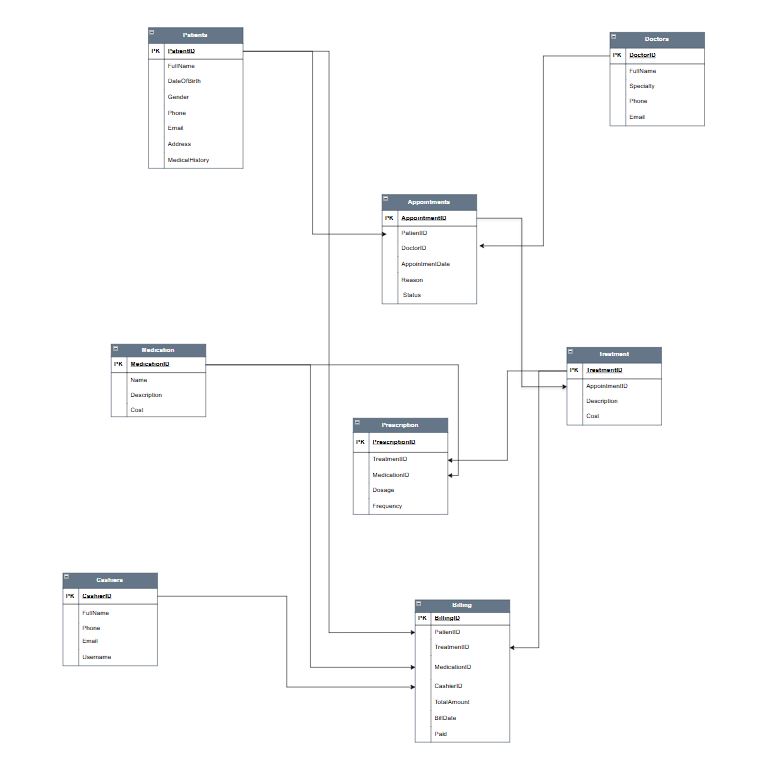 Patients
PK PatientID
FullName
DateOfBirth
Gender
Phone
Email
Address
MedicalHistory
Doctors
PK DoctorID
FullName
Specialty
Phone
Email
Appointments
PK AppointmentID
PatientID
DoctorID
AppointmentDate
Reason
Status
Medication
PK MedicationID
Name
Description
Cost
Treatment
PK TreatmentID
AppointmentID
Description
Cost
Prescription
PK PrescriptionID
TreatmentID
MedicationID
Dosage
Frequency
Cashiers
PK CashierID
FullName
Phone
Email
Username
Billing
PK BillingID
PatientID
TreatmentID
MedicationID
CashierID
TotalAmount
BillDate
Paid